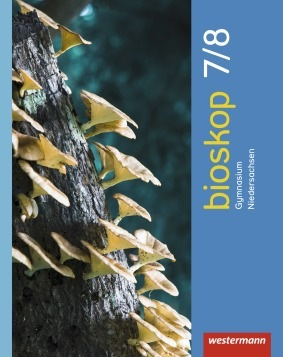 bioskop 7/8
Gymnasium
Niedersachsen
westermann